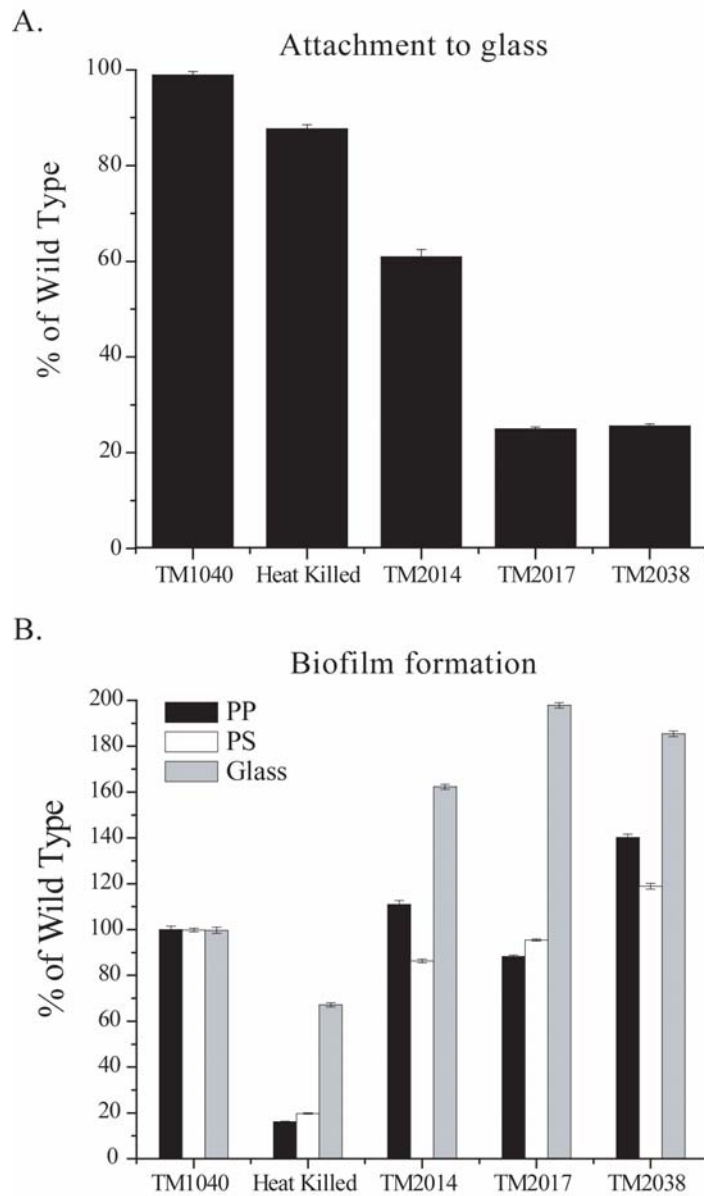 A.
Attachment to glass
% of Wild Type
100
80
60
40
20
0
TM1040 Heat Killed TM2014 TM2017 TM2038
B.
Biofilm formation
% of Wild Type
200
180
160
140
120
100
80
60
40
20
0
PP
PS
Glass
TM1040 Heat Killed TM2014 TM2017 TM2038